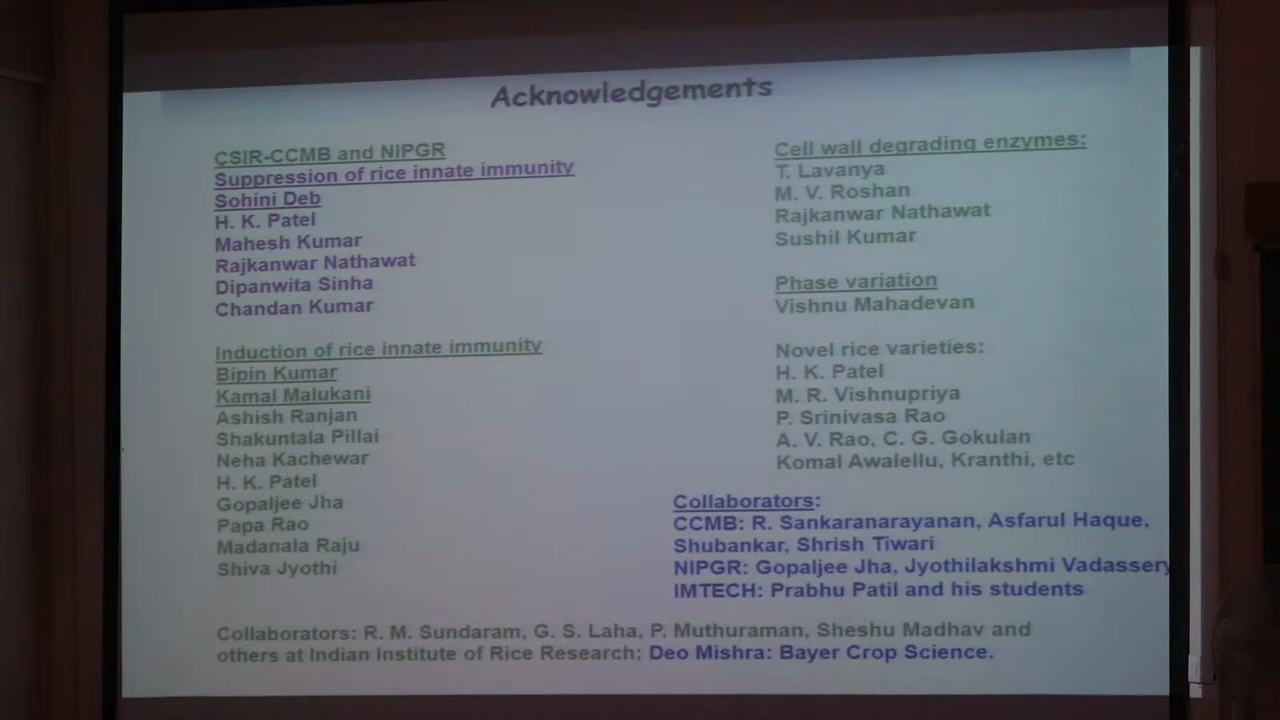 Acknowledgements
CSIR-CCMB and NIPGR
Suppression of rice innate immunity
Sohini Deb
H. K. Patel
Mahesh Kumar
Rajkanwar Nathawat
Dipanwita Sinha
Chandan Kumar
Induction of rice innate immunity
Bipin Kumar
Kamal Malukani
Ashish Ranjan
Shakuntala Pillai
Neha Kachewar
H. K. Patel
Gopaljee Jha
Papa Rao
Madanala Raju
Shiva Jyothi
Cell wall degrading enzymes:
T. Lavanya
M. V. Roshan
Rajkanwar Nathawat
Sushil Kumar
Phase variation
Vishnu Mahadevan
Novel rice varieties:
H. K. Patel
M. R. Vishnupriya
P. Srinivasa Rao
A. V. Rao, C. G. Gokulan
Komal Awalellu, Kranthi, etc
Collaborators:
CCMB: R. Sankaranarayanan, Asfarul Haque,
Shubankar, Shrish Tiwari
NIPGR: Gopaljee Jha, Jyothilakshmi Vadassery
IMTECH: Prabhu Patil and his students
Collaborators: R. M. Sundaram, G. S. Laha, P. Muthuraman, Sheshu Madhav and
others at Indian Institute of Rice Research; Deo Mishra: Bayer Crop Science.